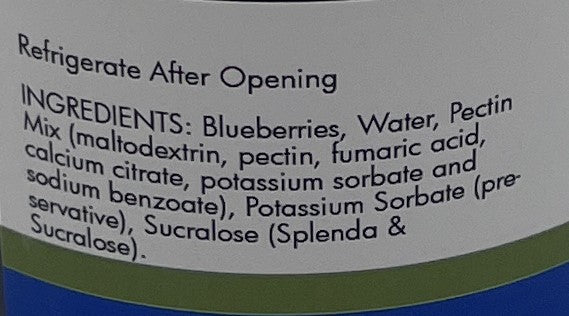 Refrigerate After Opening
INGREDIENTS: Blueberries, Water, Pectin
Mix (maltodextrin, pectin, fumaric acid,
calcium citrate, potassium sorbate and
sodium benzoate), Potassium Sorbate (pre-
servative), Sucralose (Splenda &
Sucralose).